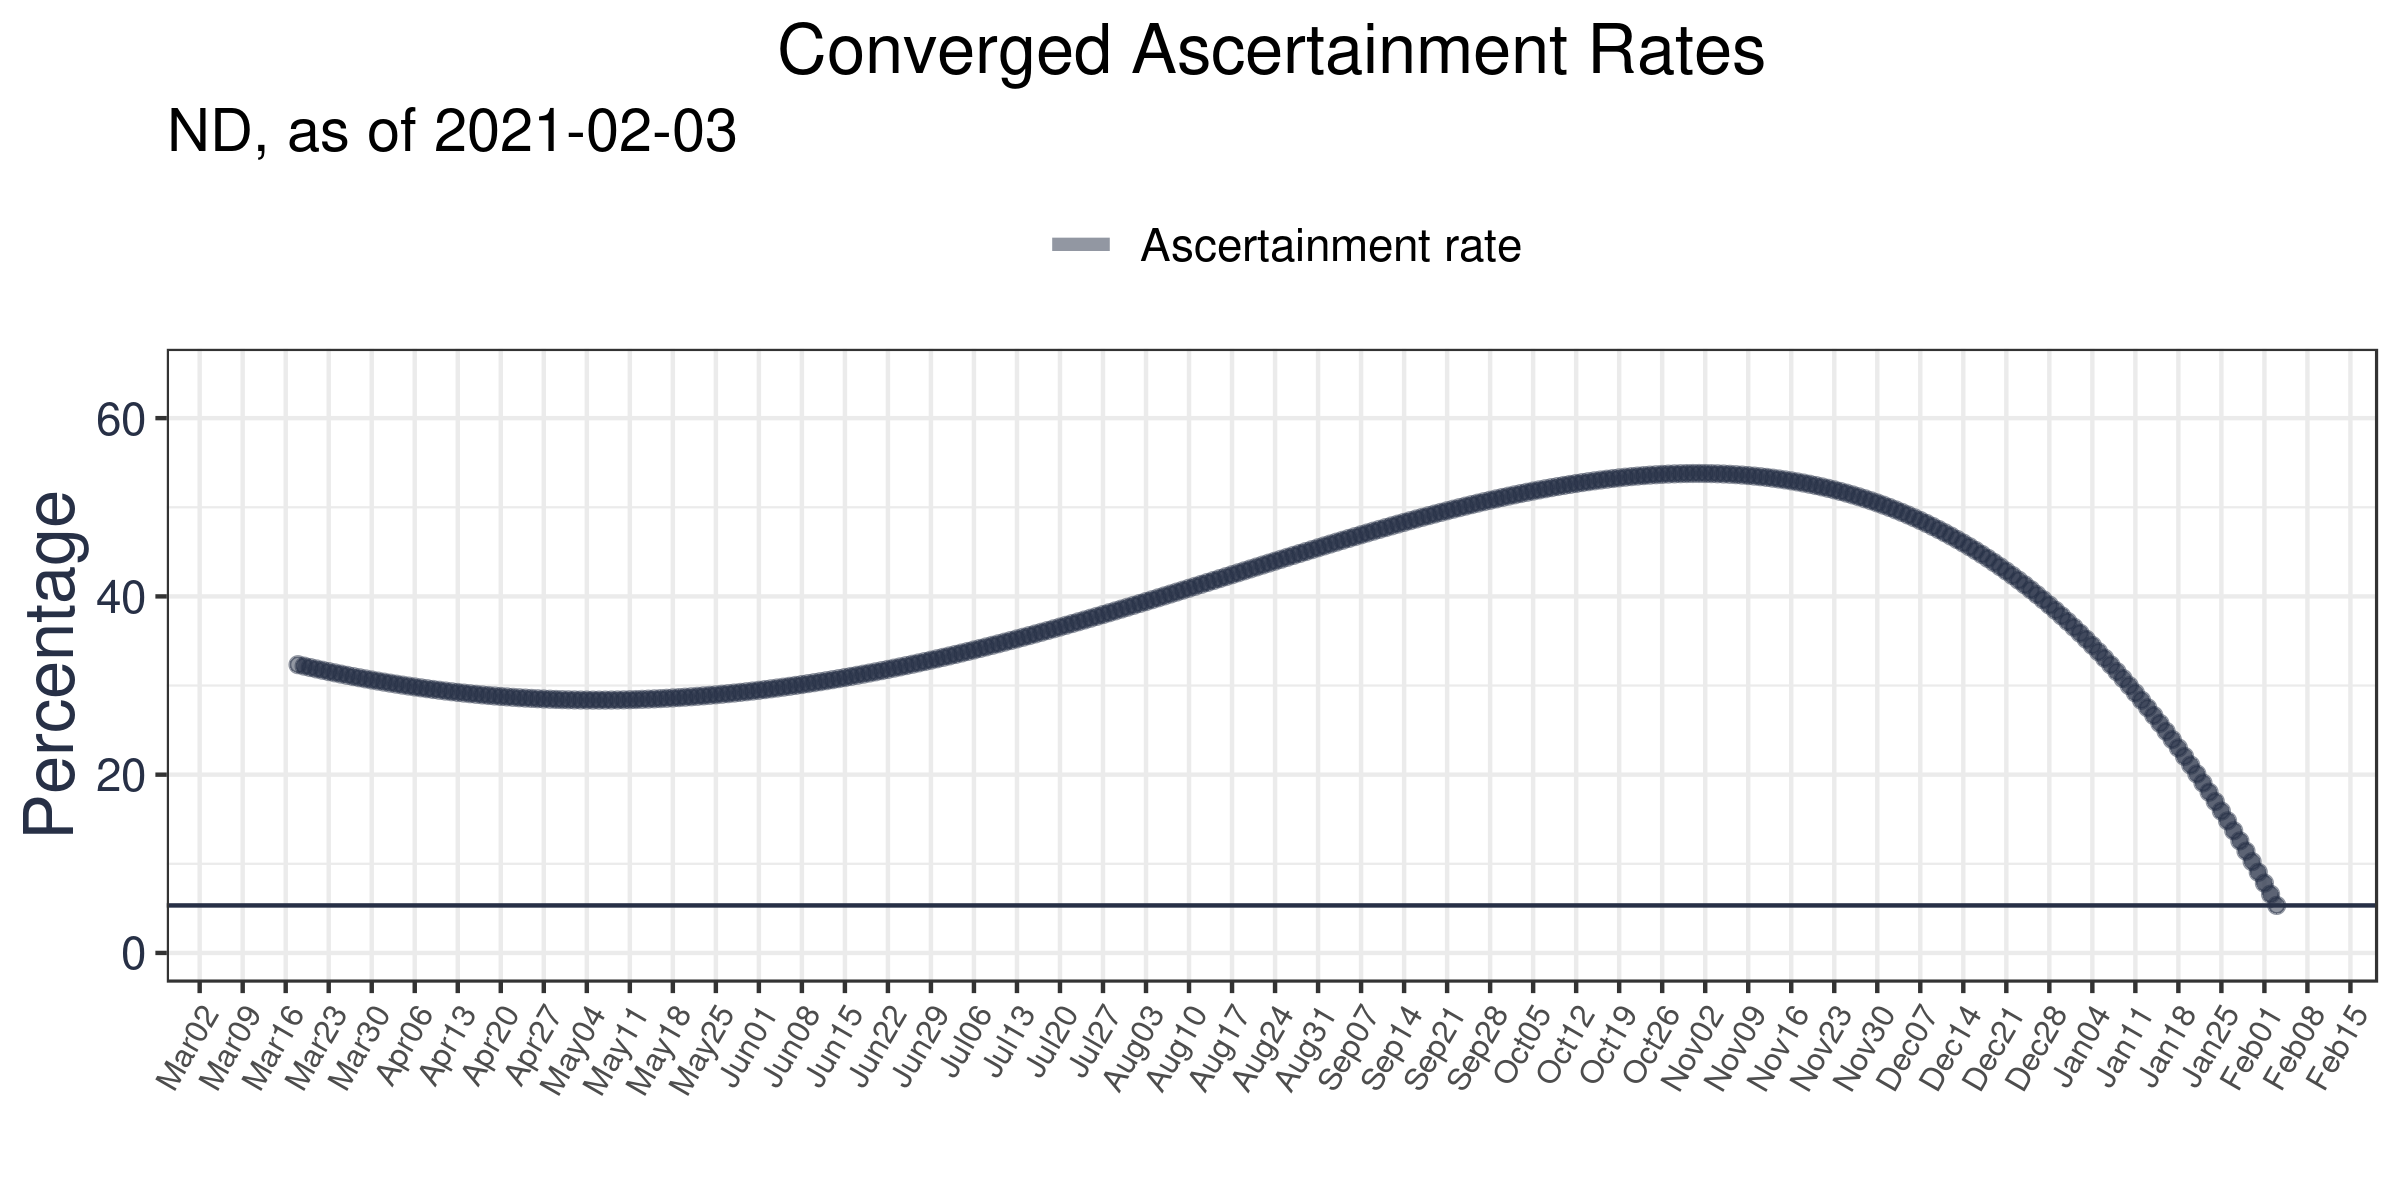 Converged Ascertainment Rates
ND, as of 2021-02-03
Ascertainment rate
Percentage
60
40
20
0
Mar02 Mar09 Mar16 Mar23 Mar30 Apr06 Apr13 Apr20 Apr27 May04 May11 May18 May25 Jun01 Jun08 Jun15 Jun22 Jun29 Jul06 Jul13 Jul20 Jul27 Aug03 Aug10 Aug17 Aug24 Aug31 Sep07 Sep14 Sep21 Sep28 Oct05 Oct12 Oct19 Oct26 Nov02 Nov09 Nov16 Nov23 Nov30 Dec07 Dec14 Dec21 Dec28 Jan04 Jan11 Jan18 Jan25 Feb01 Feb08 Feb15